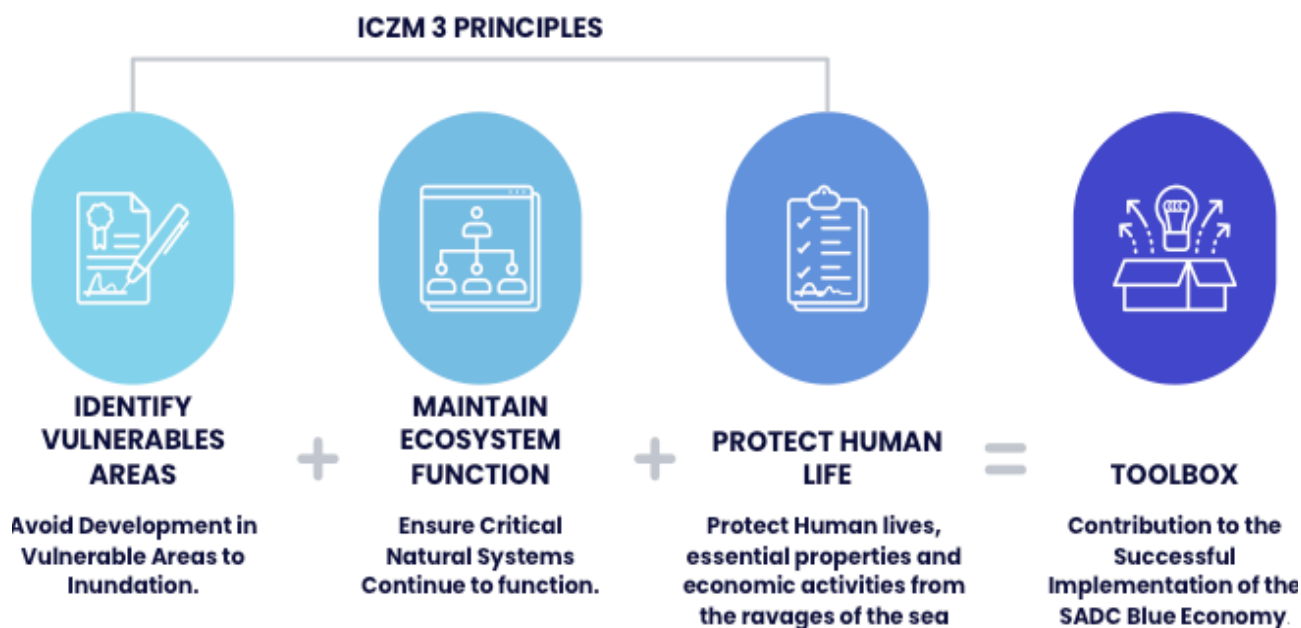 ICZM 3 PRINCIPLES
IDENTIFY
VULNERABLES
AREAS
Avoid Development in
Vulnerable Areas to
Inundation.
+
MAINTAIN
ECOSYSTEM
FUNCTION
Ensure Critical
Natural Systems
Continue to function.
+
PROTECT HUMAN
LIFE
Protect Human lives,
essential properties and
economic activities from
the ravages of the sea
=
TOOLBOX
Contribution to the
Successful
Implementation of the
SADC Blue Economy.